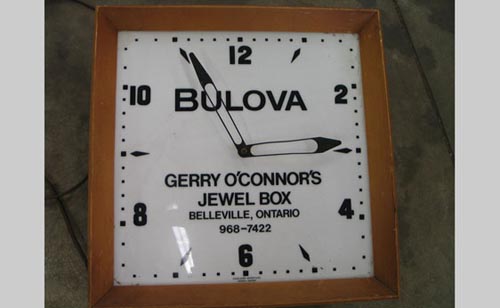 12
10
2
BULOVA
GERRY O'CONNOR'S
JEWEL BOX
8
BELLEVILLE, ONTARIO
4
968-7422
6